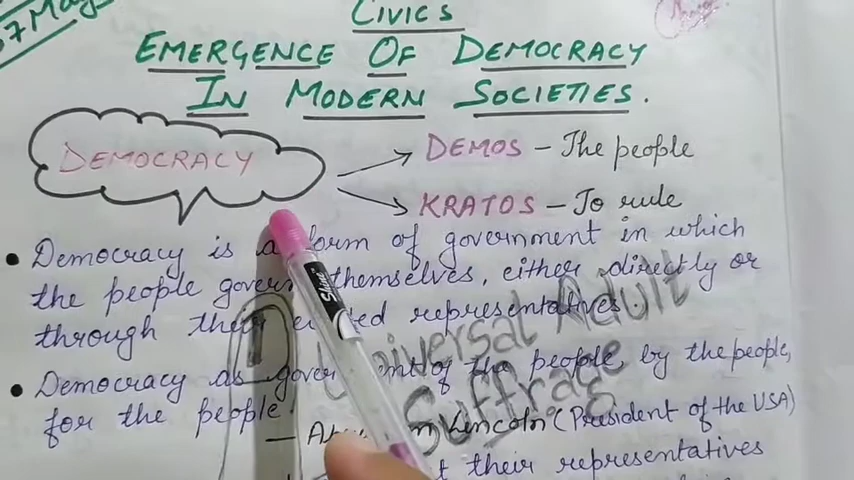 7 May
CIVICS
EMERGENCE OF DEMOCRACY
IN MODERN SOCIETIES.
DEMOCRACY
DEMOS - The people
KRATOS - To rule
• Democracy is a form of government in which
the people govern themselves, either directly or
through their representatives.
• Democracy as of the people, by the people,
for the people.
- Lincoln (President of the USA)
their representatives
Universal Adult
Suffrage